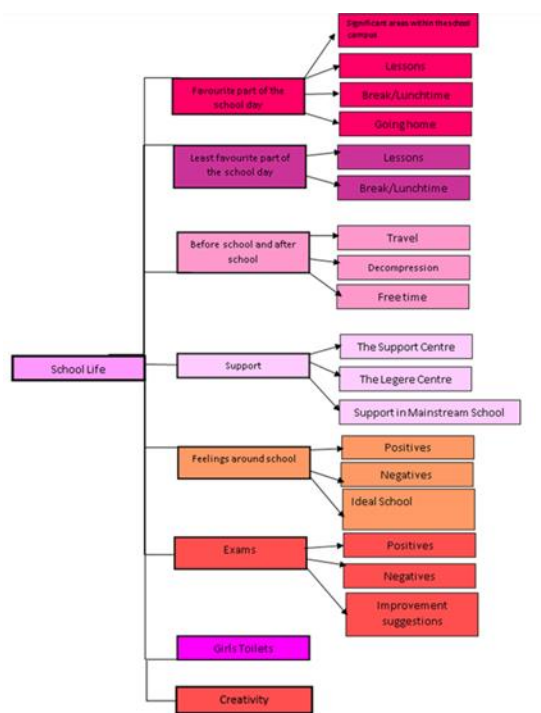 Significant areas within the school
campus
Lessons
Favourite part of the
school day
Break/Lunchtime
Going home
Least favourite part of
the school day
Lessons
Break/Lunchtime
Before school and after
school
Travel
Decompression
Free time
School Life
Support
The Support Centre
The Legere Centre
Support in Mainstream School
Feelings around school
Positives
Negatives
Ideal School
Exams
Positives
Negatives
Improvement
suggestions
Girls Toilets
Creativity